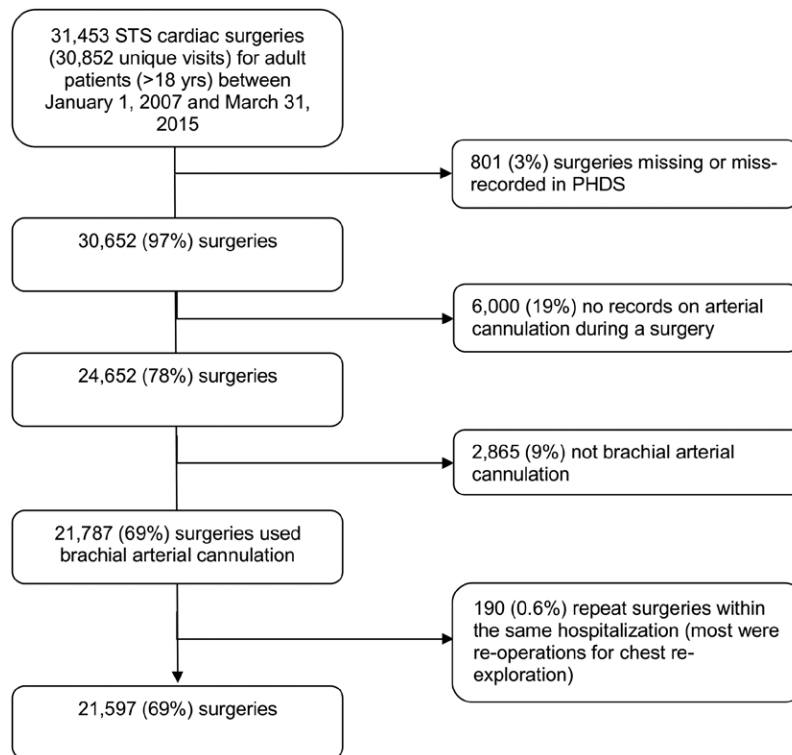 31,453 STS cardiac surgeries
(30,852 unique visits) for adult
patients (>18 yrs) between
January 1, 2007 and March 31,
2015
801 (3%) surgeries missing or miss-
recorded in PHDS
30,652 (97%) surgeries
6,000 (19%) no records on arterial
cannulation during a surgery
24,652 (78%) surgeries
2,865 (9%) not brachial arterial
cannulation
21,787 (69%) surgeries used
brachial arterial cannulation
190 (0.6%) repeat surgeries within
the same hospitalization (most were
re-operations for chest re-
exploration)
21,597 (69%) surgeries